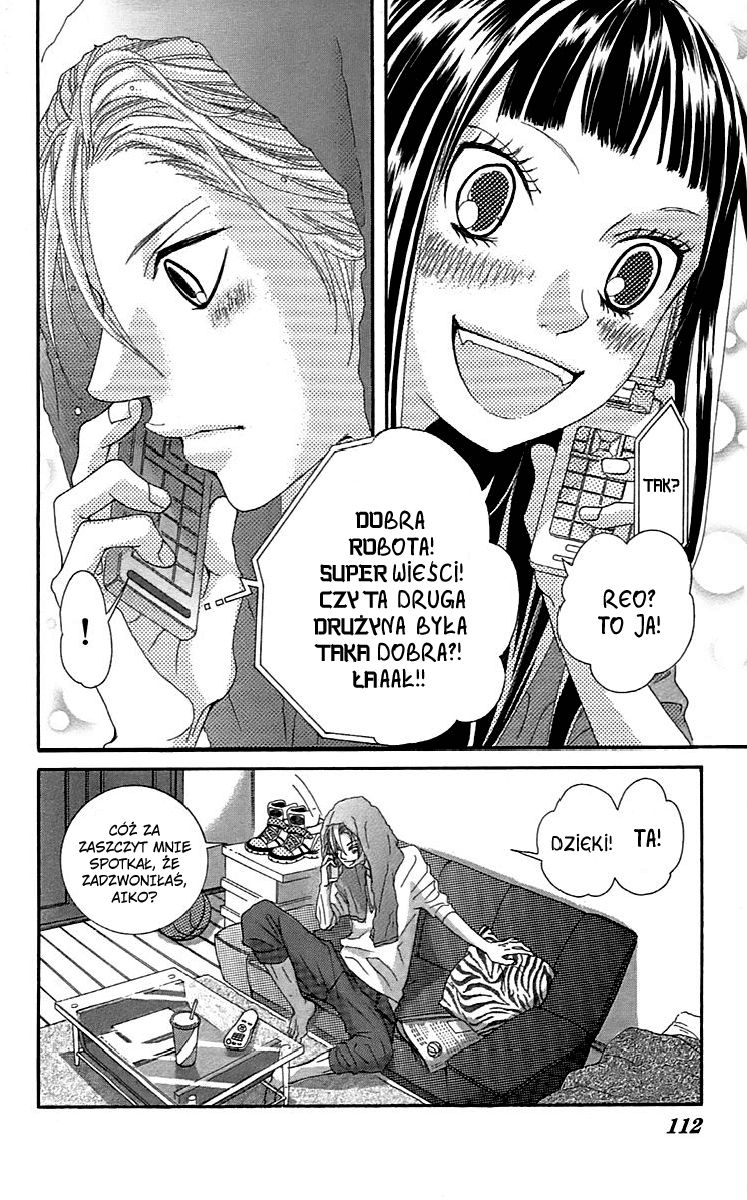 TAK?
REO?
TO JA!
DOBRA
ROBOTA!
SUPER WIEŚCI!
CZY TA DRUGA
DRUŻYNA BYŁA
TAKA DOBRA?!
ŁAAAŁ!!
!
TA!
DZIĘKI!
CÓŻ ZA
ZASZCZYT MNIE
SPOTKAŁ, ŻE
ZADZWONIŁAŚ,
AIKO?
112